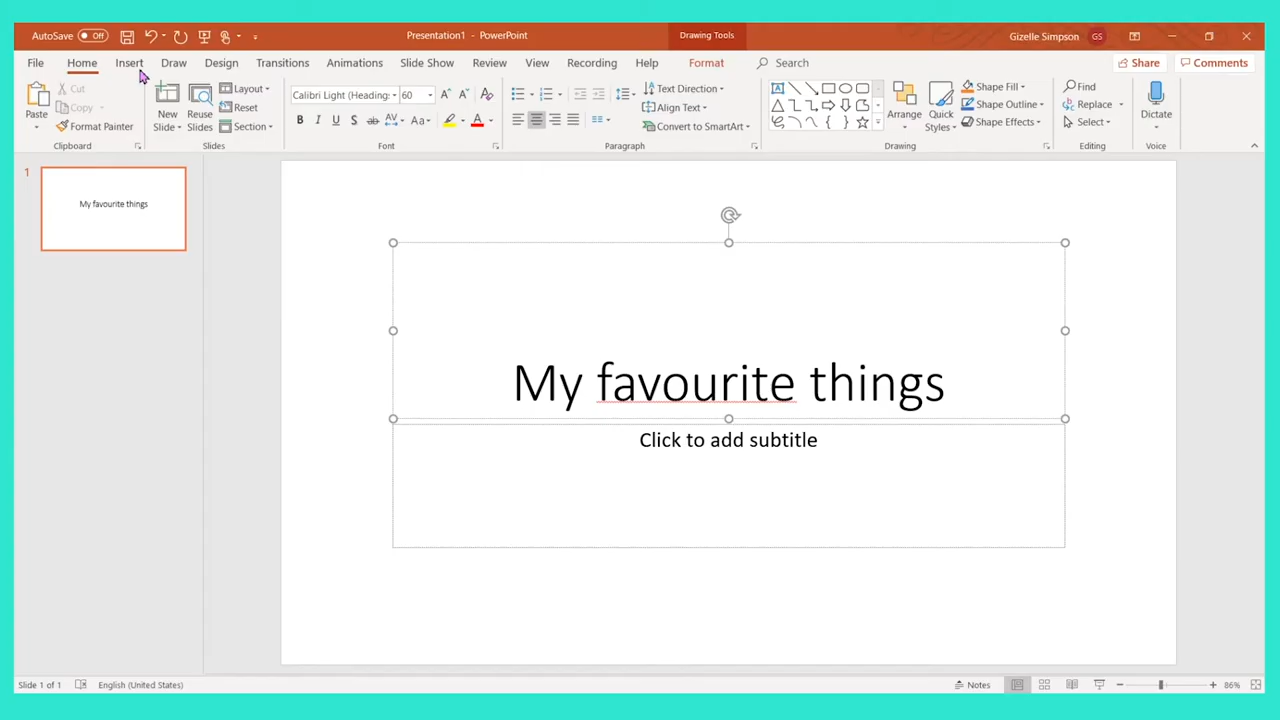 AutoSave Off Presentation1 - PowerPoint Drawing Tools Gizelle Simpson GS
File Home Insert Draw Design Transitions Animations Slide Show Review View Recording Help Format Search Share Comments
Paste Cut Copy Format Painter Clipboard
New Slide Reuse Slides Layout Reset Section Slides
Calibri Light (Heading: 60 A A A B I U S ab AV Aa A Font
Text Direction Align Text Convert to SmartArt Paragraph
Arrange Quick Styles Shape Fill Shape Outline Shape Effects Drawing
Find Replace Select Editing
Dictate Voice
1
My favourite things
My favourite things
Click to add subtitle
Slide 1 of 1 English (United States) Notes 86%